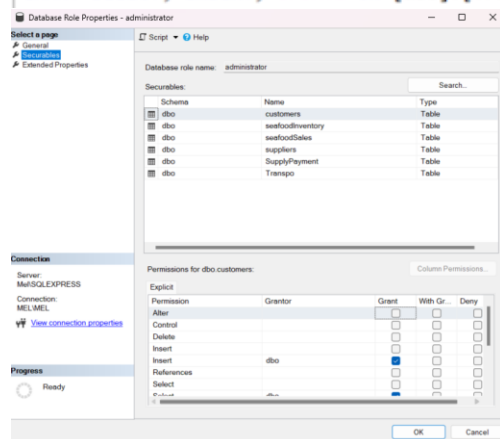 Database Role Properties - administrator
Select a page
General
Securables
Extended Properties
Script Help
Database role name: administrator
Securables: Search...
Schema Name Type
dbo customers Table
dbo seafoodInventory Table
dbo seafoodSales Table
dbo suppliers Table
dbo SupplyPayment Table
dbo Transpo Table
Connection
Server:
Mel\SQLEXPRESS
Connection:
MEL\MEL
View connection properties
Progress
Ready
Permissions for dbo.customers: Column Permissions...
Explicit
Permission Grantor Grant With Gr... Deny
Alter
Control
Delete
Insert
Insert dbo
References
Select
Select dbo
OK Cancel